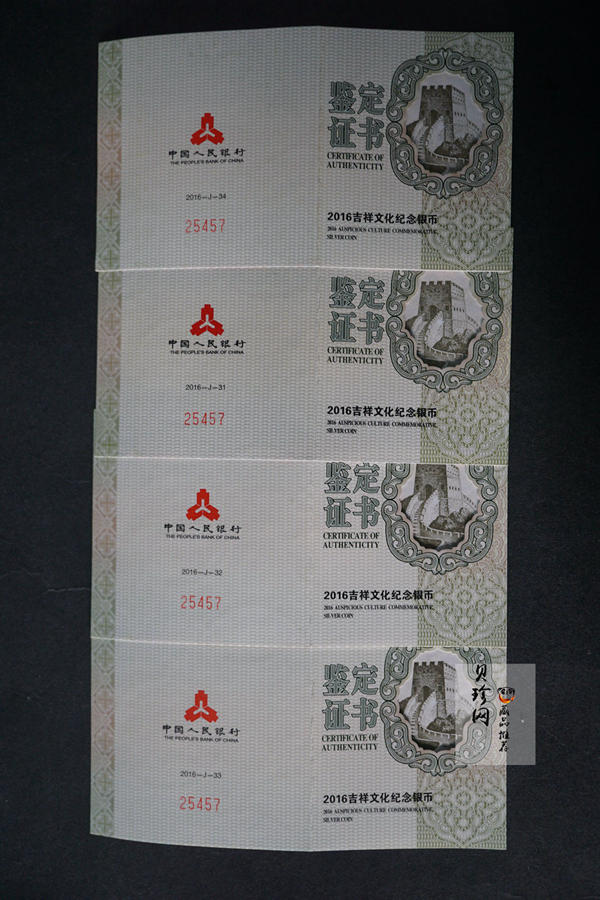 中国人民银行
THE PEOPLE'S BANK OF CHINA
2016-J-34
25457
鉴定
证书
CERTIFICATE OF
AUTHENTICITY
2016吉祥文化纪念银币
2016 AUSPICIOUS CULTURE COMMEMORATIVE,
SILVER COIN
中国人民银行
THE PEOPLE'S BANK OF CHINA
2016-J-31
25457
鉴定
证书
CERTIFICATE OF
AUTHENTICITY
2016吉祥文化纪念银币
2016 AUSPICIOUS CULTURE COMMEMORATIVE,
SILVER COIN
中国人民银行
THE PEOPLE'S BANK OF CHINA
2016-J-32
25457
鉴定
证书
CERTIFICATE OF
AUTHENTICITY
2016吉祥文化纪念银币
2016 AUSPICIOUS CULTURE COMMEMORATIVE,
SILVER COIN
中国人民银行
THE PEOPLE'S BANK OF CHINA
2016-J-33
25457
鉴定
证书
CERTIFICATE OF
AUTHENTICITY
2016吉祥文化纪念银币
2016 AUSPICIOUS CULTURE COMMEMORATIVE,
SILVER COIN
贝珍网
藏品推荐